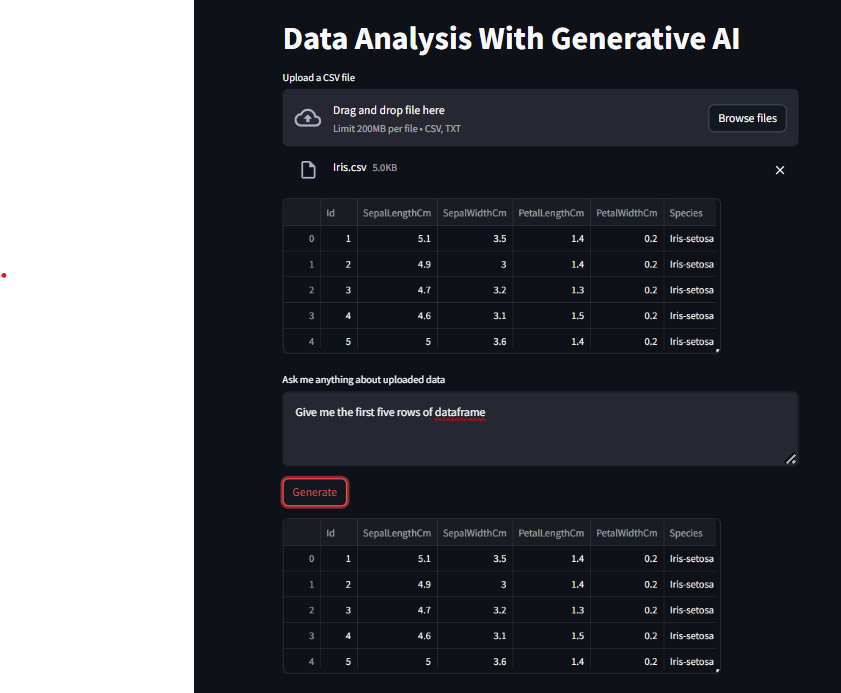 Data Analysis With Generative AI
Upload a CSV file
Drag and drop file here
Limit 200MB per file • CSV, TXT
Browse files
Iris.csv 5.0KB
Id SepalLengthCm SepalWidthCm PetalLengthCm PetalWidthCm Species
0 1 5.1 3.5 1.4 0.2 Iris-setosa
1 2 4.9 3 1.4 0.2 Iris-setosa
2 3 4.7 3.2 1.3 0.2 Iris-setosa
3 4 4.6 3.1 1.5 0.2 Iris-setosa
4 5 5 3.6 1.4 0.2 Iris-setosa
Ask me anything about uploaded data
Give me the first five rows of dataframe
Generate
Id SepalLengthCm SepalWidthCm PetalLengthCm PetalWidthCm Species
0 1 5.1 3.5 1.4 0.2 Iris-setosa
1 2 4.9 3 1.4 0.2 Iris-setosa
2 3 4.7 3.2 1.3 0.2 Iris-setosa
3 4 4.6 3.1 1.5 0.2 Iris-setosa
4 5 5 3.6 1.4 0.2 Iris-setosa